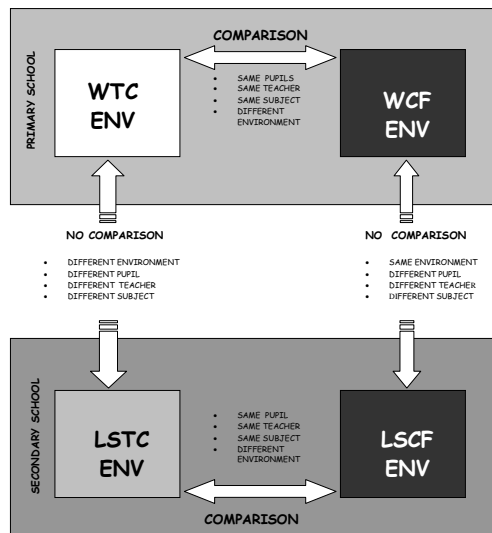 COMPARISON
PRIMARY SCHOOL
WTC
ENV
• SAME PUPILS
• SAME TEACHER
• SAME SUBJECT
• DIFFERENT
ENVIRONMENT
WCF
ENV
NO COMPARISON
• DIFFERENT ENVIRONMENT
• DIFFERENT PUPIL
• DIFFERENT TEACHER
• DIFFERENT SUBJECT
NO COMPARISON
• SAME ENVIRONMENT
• DIFFERENT PUPIL
• DIFFERENT TEACHER
• DIFFERENT SUBJECT
SECONDARY SCHOOL
LSTC
ENV
• SAME PUPIL
• SAME TEACHER
• SAME SUBJECT
• DIFFERENT
ENVIRONMENT
LSCF
ENV
COMPARISON